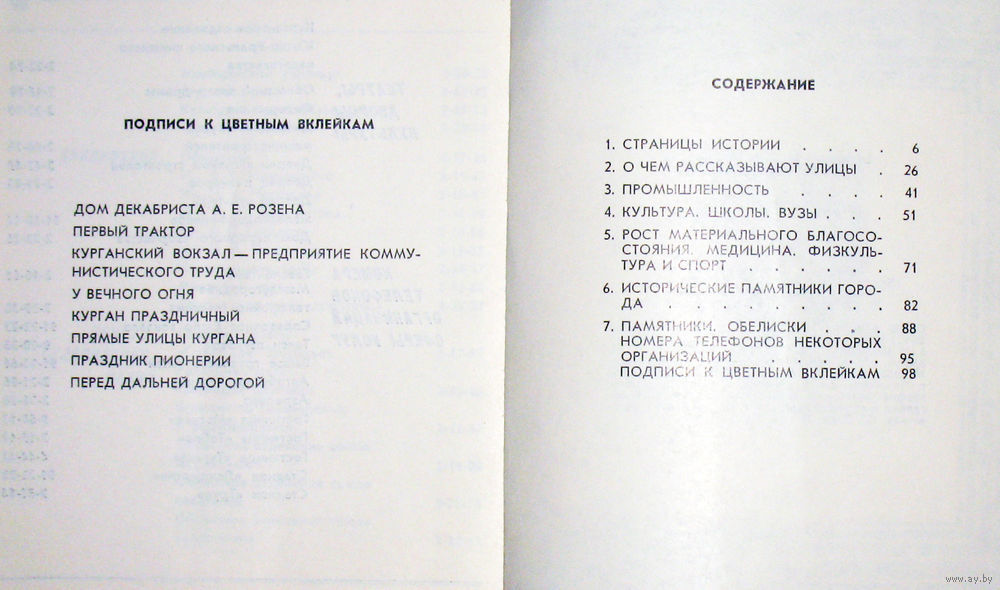 ПОДПИСИ К ЦВЕТНЫМ ВКЛЕЙКАМ
ДОМ ДЕКАБРИСТА А. Е. РОЗЕНА
ПЕРВЫЙ ТРАКТОР
КУРГАНСКИЙ ВОКЗАЛ — ПРЕДПРИЯТИЕ КОММУ-
НИСТИЧЕСКОГО ТРУДА
У ВЕЧНОГО ОГНЯ
КУРГАН ПРАЗДНИЧНЫЙ
ПРЯМЫЕ УЛИЦЫ КУРГАНА
ПРАЗДНИК ПИОНЕРИИ
ПЕРЕД ДАЛЬНЕЙ ДОРОГОЙ
СОДЕРЖАНИЕ
1. СТРАНИЦЫ ИСТОРИИ . . . . 6
2. О ЧЕМ РАССКАЗЫВАЮТ УЛИЦЫ . 26
3. ПРОМЫШЛЕННОСТЬ . . . . 41
4. КУЛЬТУРА. ШКОЛЫ. ВУЗЫ . . . 51
5. РОСТ МАТЕРИАЛЬНОГО БЛАГОСО-
СТОЯНИЯ. МЕДИЦИНА. ФИЗКУЛЬ-
ТУРА И СПОРТ . . . . . . 71
6. ИСТОРИЧЕСКИЕ ПАМЯТНИКИ ГОРО-
ДА . . . . . . . . 82
7. ПАМЯТНИКИ. ОБЕЛИСКИ . . . 88
НОМЕРА ТЕЛЕФОНОВ НЕКОТОРЫХ
ОРГАНИЗАЦИЙ . . . . . 95
ПОДПИСИ К ЦВЕТНЫМ ВКЛЕЙКАМ 98
www.ay.by